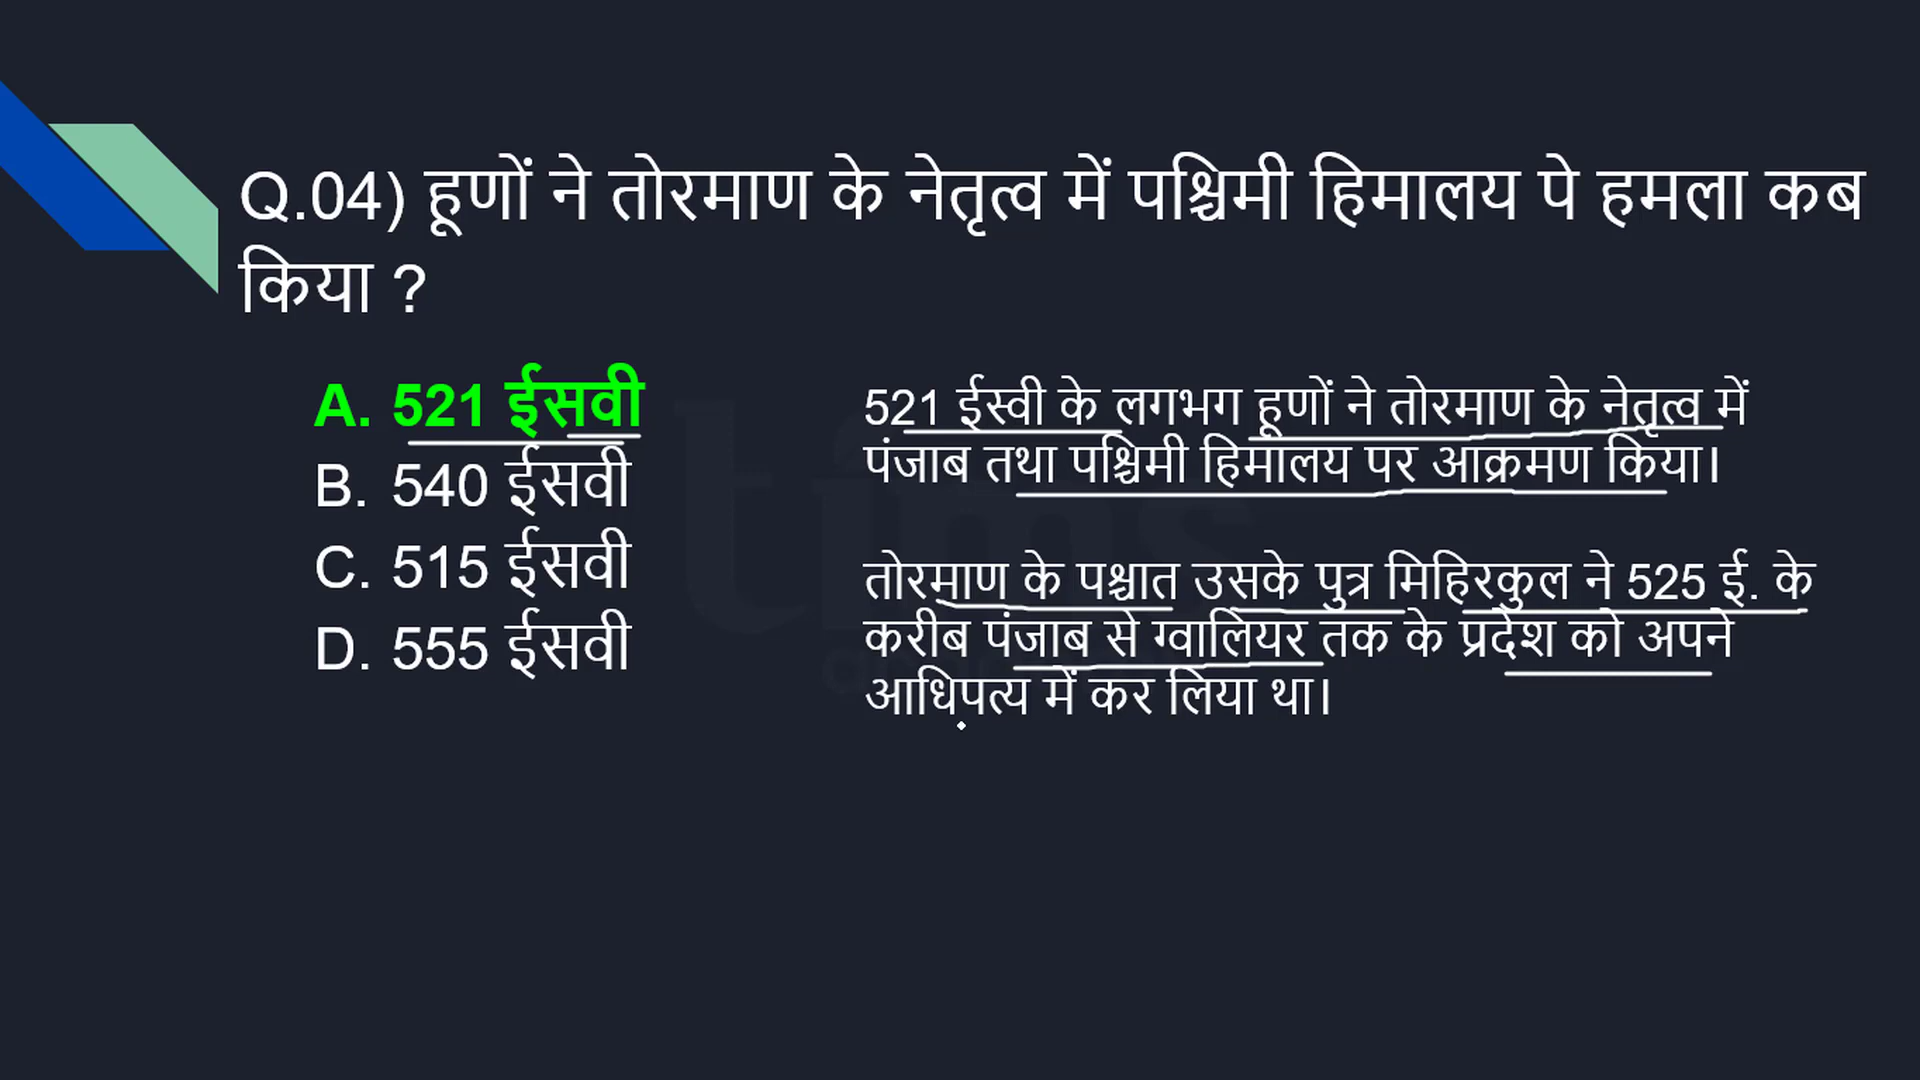 Q.04) हूणों ने तोरमाण के नेतृत्व में पश्चिमी हिमालय पे हमला कब
किया ?
A. 521 ईसवी
B. 540 ईसवी
C. 515 ईसवी
D. 555 ईसवी
521 ईस्वी के लगभग हूणों ने तोरमाण के नेतृत्व में
पंजाब तथा पश्चिमी हिमालय पर आक्रमण किया।
तोरमाण के पश्चात उसके पुत्र मिहिरकुल ने 525 ई. के
करीब पंजाब से ग्वालियर तक के प्रदेश को अपने
आधिपत्य में कर लिया था।